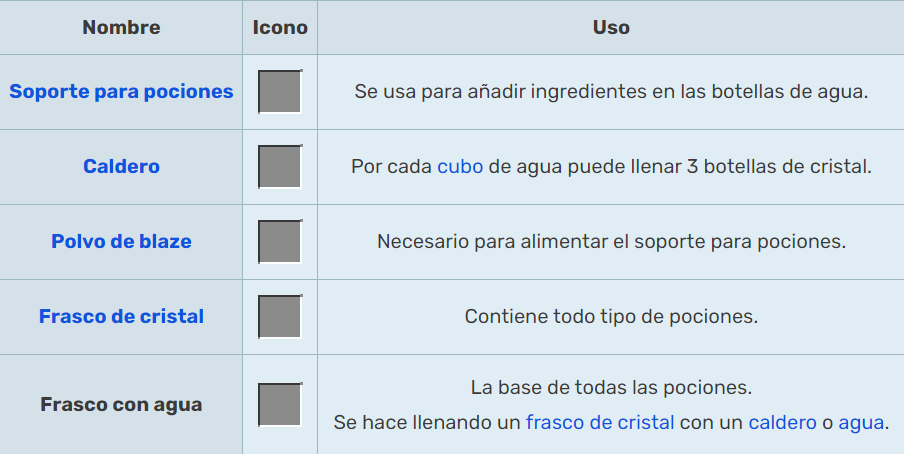 Nombre Icono Uso
Soporte para pociones Se usa para añadir ingredientes en las botellas de agua.
Caldero Por cada cubo de agua puede llenar 3 botellas de cristal.
Polvo de blaze Necesario para alimentar el soporte para pociones.
Frasco de cristal Contiene todo tipo de pociones.
La base de todas las pociones.
Frasco con agua
Se hace llenando un frasco de cristal con un caldero o agua.